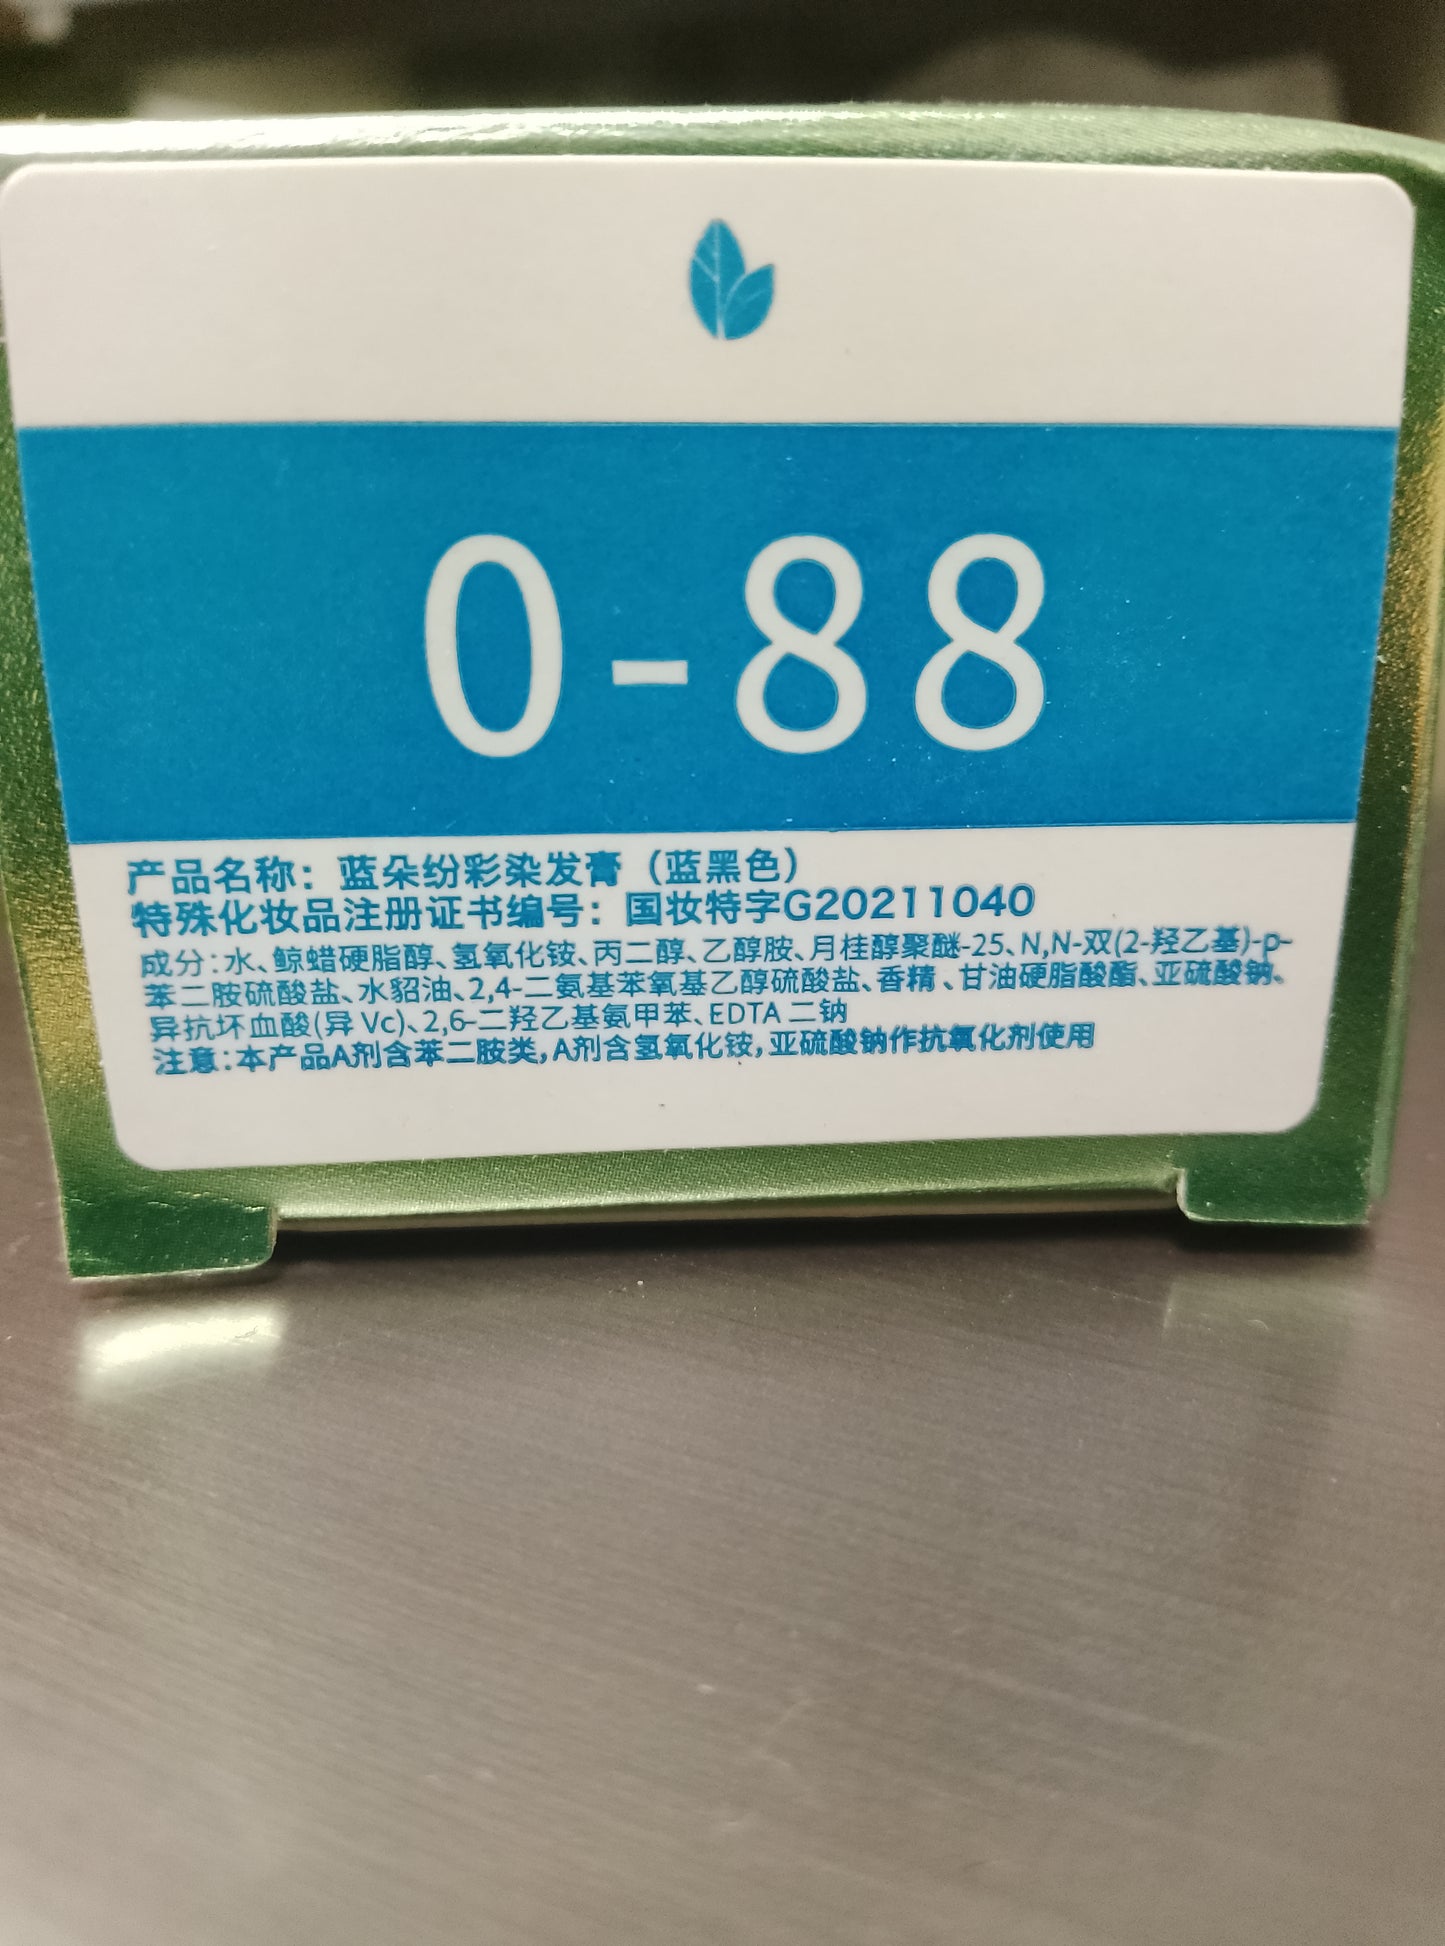 0-88
产品名称：蓝朵纷彩染发膏（蓝黑色）
特殊化妆品注册证书编号：国妆特字G20211040
成分：水、鲸蜡硬脂醇、氢氧化铵、丙二醇、乙醇胺、月桂醇聚醚-25、N,N-双(2-羟乙基)-p-
苯二胺硫酸盐、水貂油、2,4-二氨基苯氧基乙醇硫酸盐、香精、甘油硬脂酸酯、亚硫酸钠、
异抗坏血酸(异Vc)、2,6-二羟乙基氨甲苯、EDTA 二钠
注意：本产品A剂含苯二胺类，A剂含氢氧化铵，亚硫酸钠作抗氧化剂使用